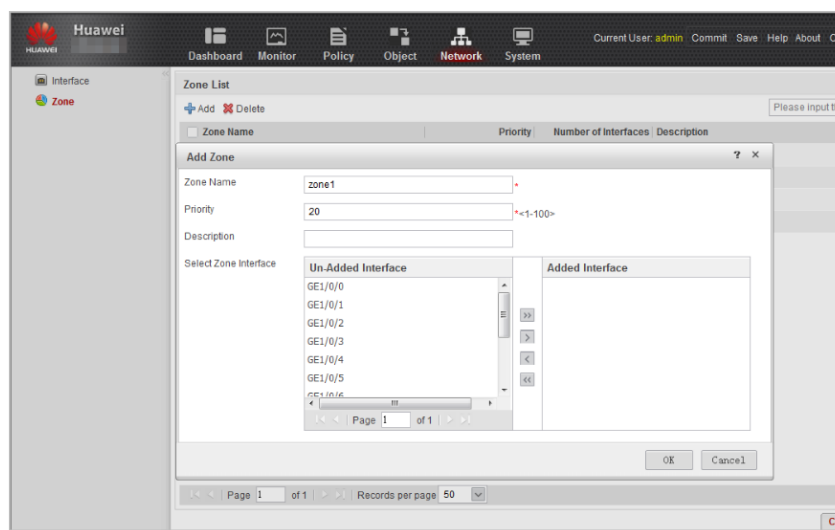 Huawei
HUAWEI
Dashboard Monitor Policy Object Network System
Current User: admin Commit Save Help About
Interface
Zone
Zone List
Add Delete
Please input
Zone Name Priority Number of Interfaces Description
Add Zone ? ×
Zone Name zone1 *
Priority 20 *<1-100>
Description
Select Zone Interface
Un-Added Interface Added Interface
GE1/0/0
GE1/0/1
GE1/0/2
GE1/0/3
GE1/0/4
GE1/0/5
GE1/0/6
>>
>
<
<<
Page 1 of 1
OK Cancel
Page 1 of 1 Records per page 50